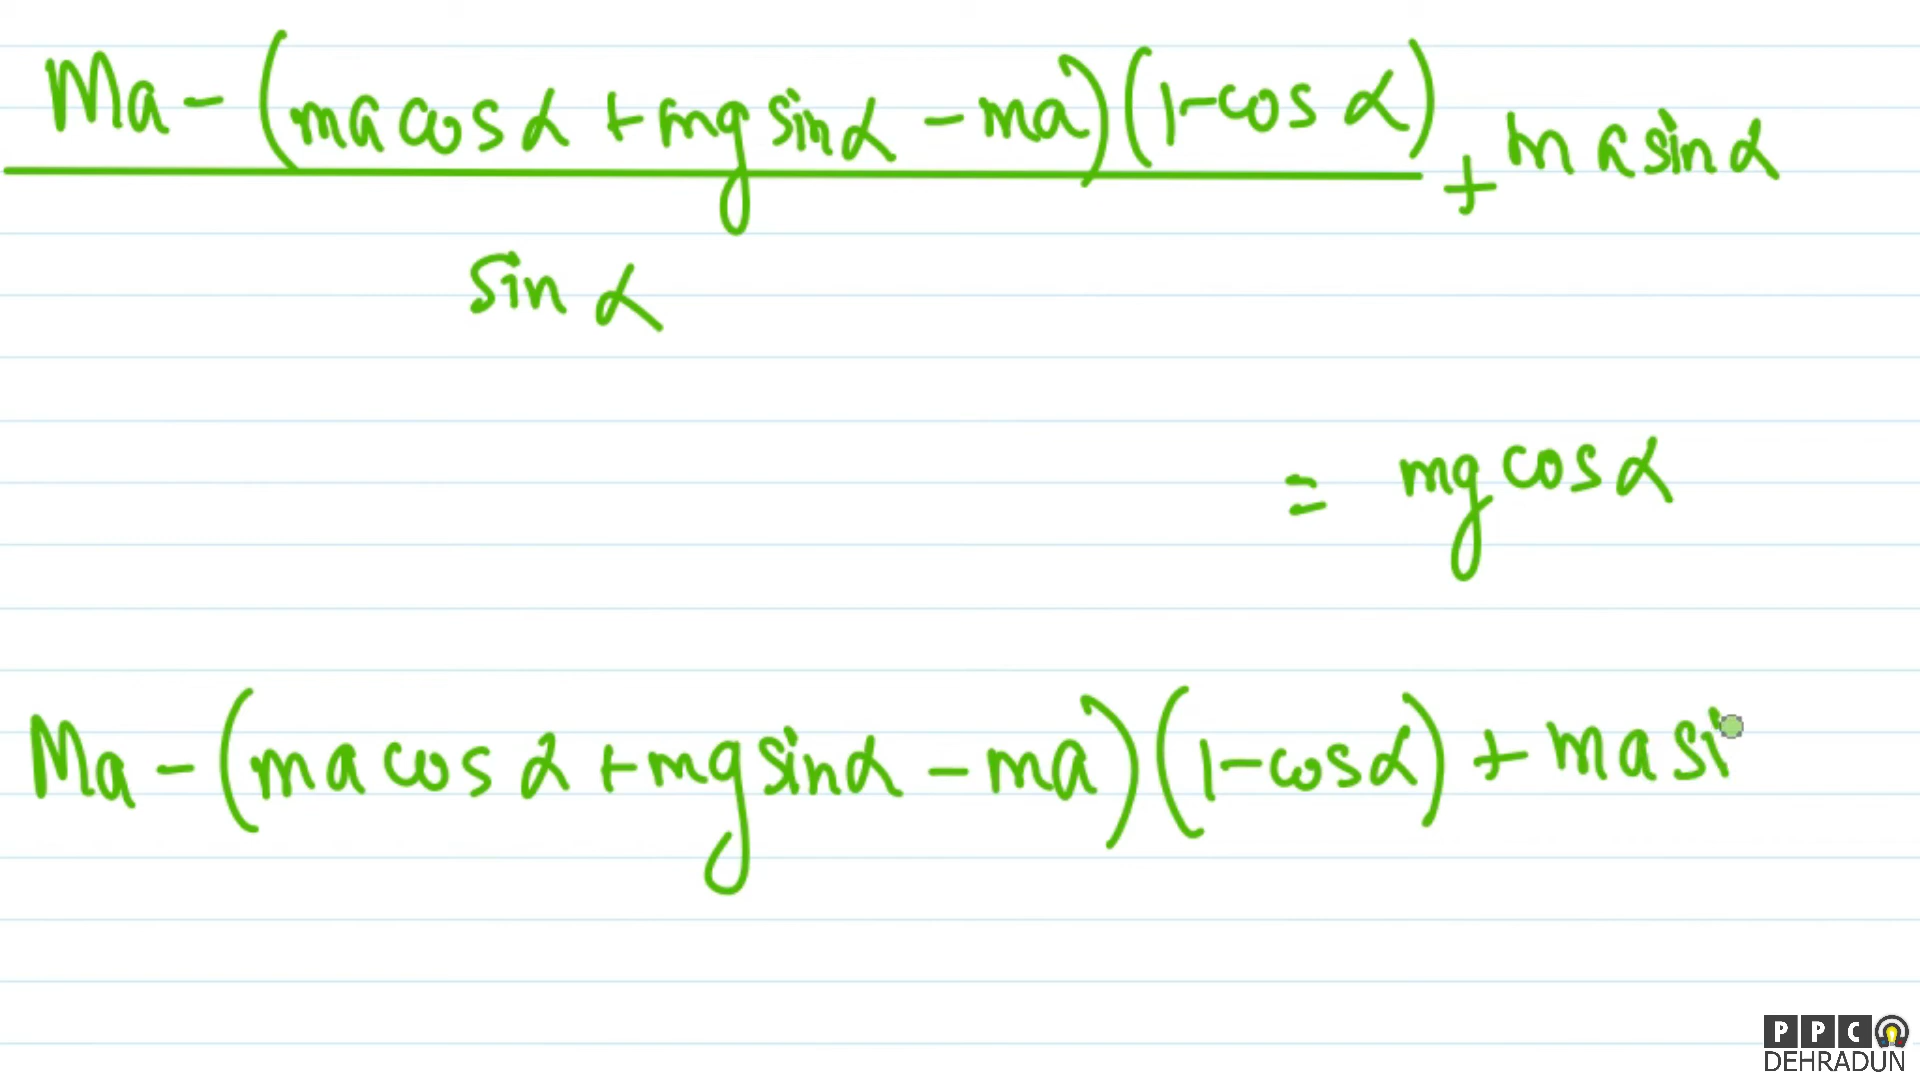 Ma - (ma cos α + mg sin α - ma) (1 - cos α) + ma sin α
sin α
= mg cos α
Ma - (ma cos α + mg sin α - ma) (1 - cos α) + ma si
PPC
DEHRADUN